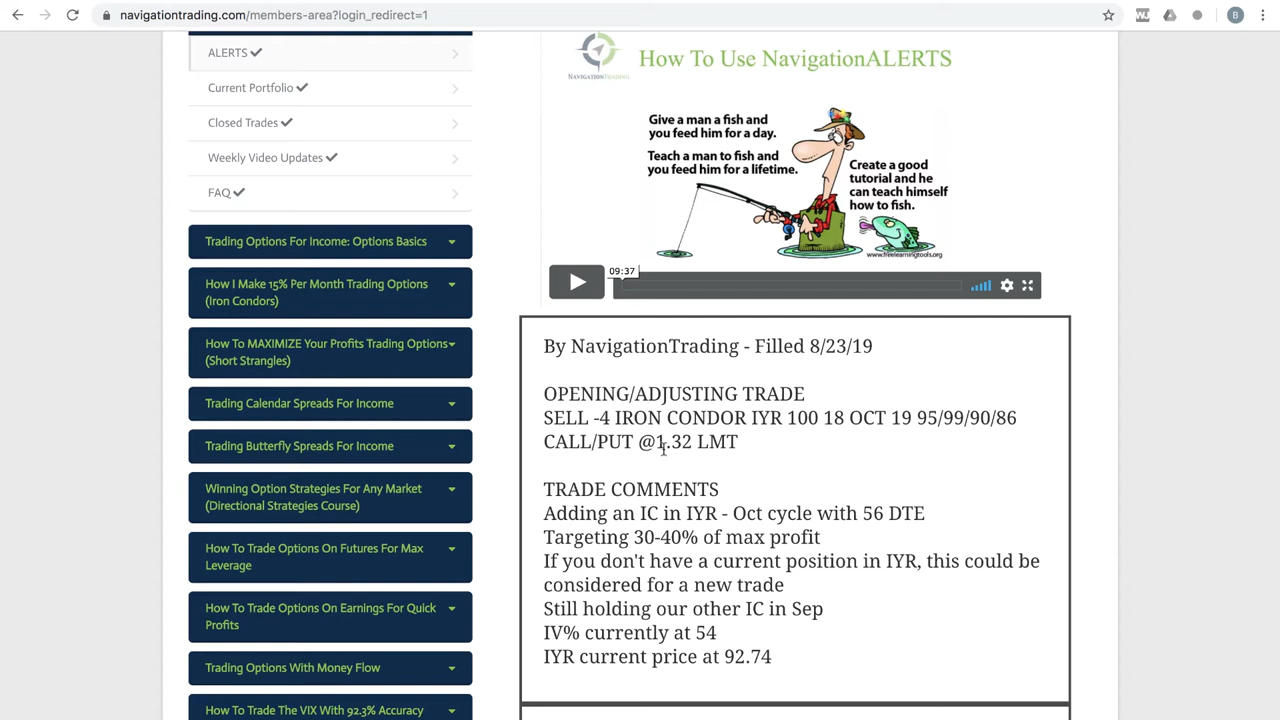 navigationtrading.com/members-area?login_redirect=1
B
ALERTS
Current Portfolio
Closed Trades
Weekly Video Updates
FAQ
Trading Options For Income: Options Basics
How I Make 15% Per Month Trading Options
(Iron Condors)
How To MAXIMIZE Your Profits Trading Options
(Short Strangles)
Trading Calendar Spreads For Income
Trading Butterfly Spreads For Income
Winning Option Strategies For Any Market
(Directional Strategies Course)
How To Trade Options On Futures For Max
Leverage
How To Trade Options On Earnings For Quick
Profits
Trading Options With Money Flow
How To Trade The VIX With 92.3% Accuracy
NAVIGATIONTRADING
How To Use NavigationALERTS
Give a man a fish and
you feed him for a day.
Teach a man to fish and
you feed him for a lifetime.
Create a good
tutorial and he
can teach himself
how to fish.
www.freelearningtools.org
09:37
By NavigationTrading - Filled 8/23/19
OPENING/ADJUSTING TRADE
SELL -4 IRON CONDOR IYR 100 18 OCT 19 95/99/90/86
CALL/PUT @1.32 LMT
TRADE COMMENTS
Adding an IC in IYR - Oct cycle with 56 DTE
Targeting 30-40% of max profit
If you don't have a current position in IYR, this could be
considered for a new trade
Still holding our other IC in Sep
IV% currently at 54
IYR current price at 92.74